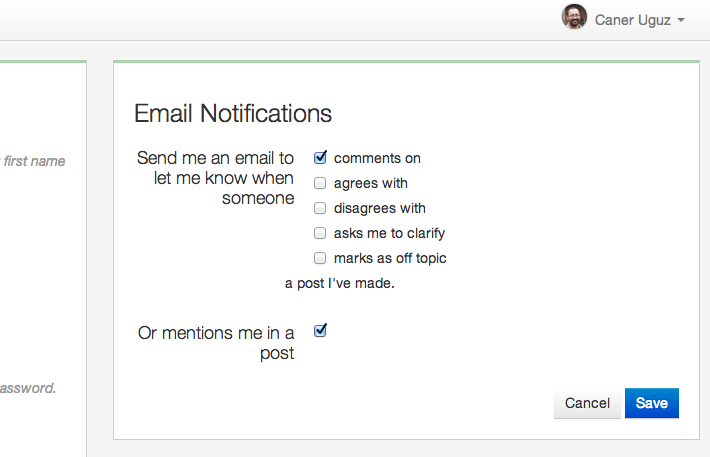 Caner Uguz
first name
assword.
Email Notifications
Send me an email to
let me know when
someone
comments on
agrees with
disagrees with
asks me to clarify
marks as off topic
a post I've made.
Or mentions me in a
post
Cancel
Save